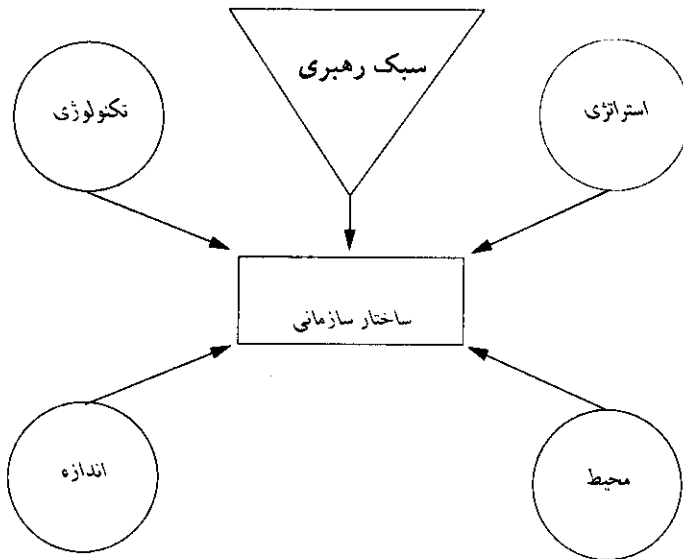 سبک رهبری
استراتژی
تکنولوژی
ساختار سازمانی
محیط
اندازه